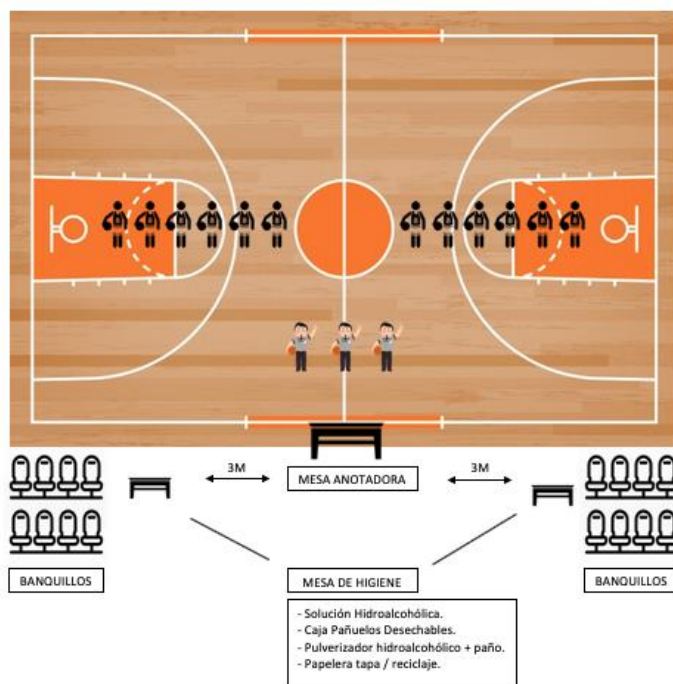 3M
MESA ANOTADORA
3M
BANQUILLOS
MESA DE HIGIENE
BANQUILLOS
- Solución Hidroalcohólica.
- Caja Pañuelos Desechables.
- Pulverizador hidroalcohólico + paño.
- Papelera tapa / reciclaje.